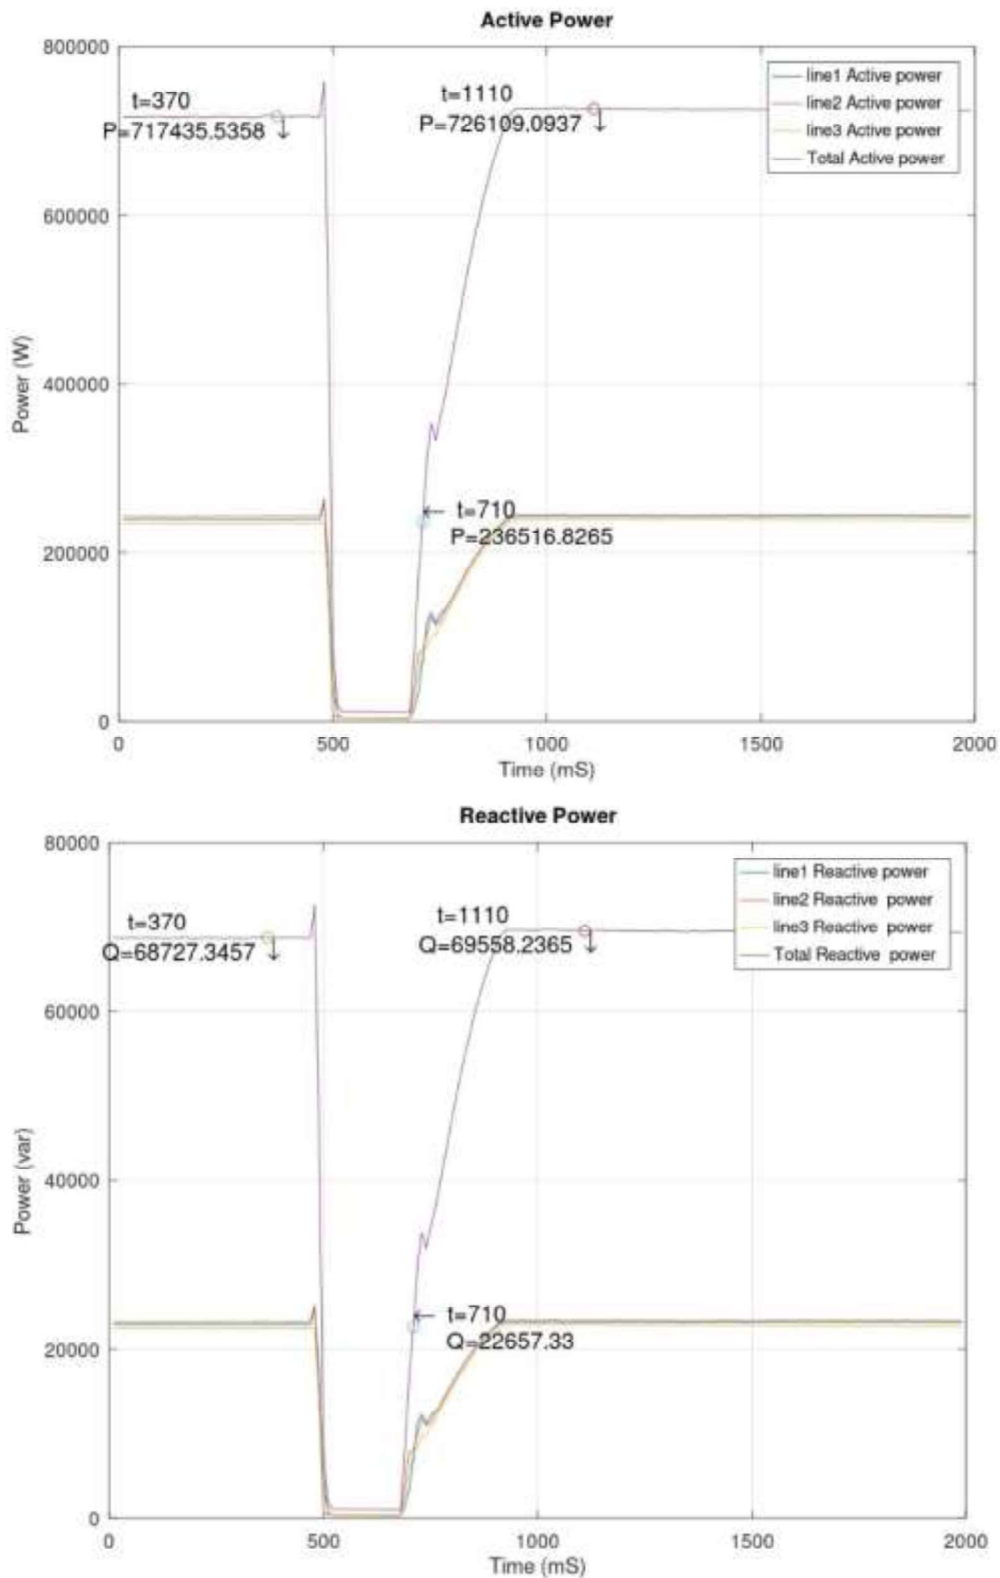 Active Power
800000
600000
400000
200000
0
Power (W)
t=370
P=717435.5358
t=1110
P=726109.0937
line1 Active power
line2 Active power
line3 Active power
Total Active power
t=710
P=236516.8265
0 500 1000 1500 2000
Time (mS)
Reactive Power
80000
60000
40000
20000
0
Power (var)
t=370
Q=68727.3457
t=1110
Q=69558.2365
line1 Reactive power
line2 Reactive power
line3 Reactive power
Total Reactive power
t=710
Q=22657.33
0 500 1000 1500 2000
Time (mS)